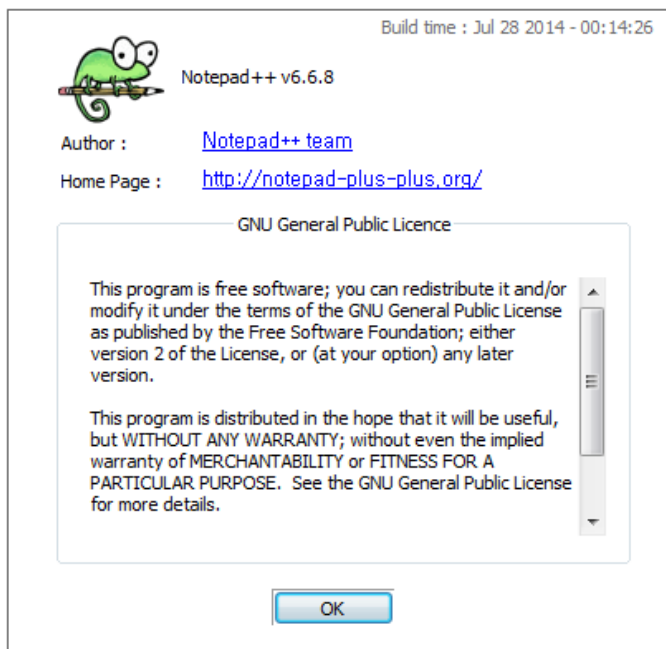 Build time : Jul 28 2014 - 00:14:26
Notepad++ v6.6.8
Author : Notepad++ team
Home Page : http://notepad-plus-plus.org/
GNU General Public Licence
This program is free software; you can redistribute it and/or
modify it under the terms of the GNU General Public License
as published by the Free Software Foundation; either
version 2 of the License, or (at your option) any later
version.
This program is distributed in the hope that it will be useful,
but WITHOUT ANY WARRANTY; without even the implied
warranty of MERCHANTABILITY or FITNESS FOR A
PARTICULAR PURPOSE.  See the GNU General Public License
for more details.
OK